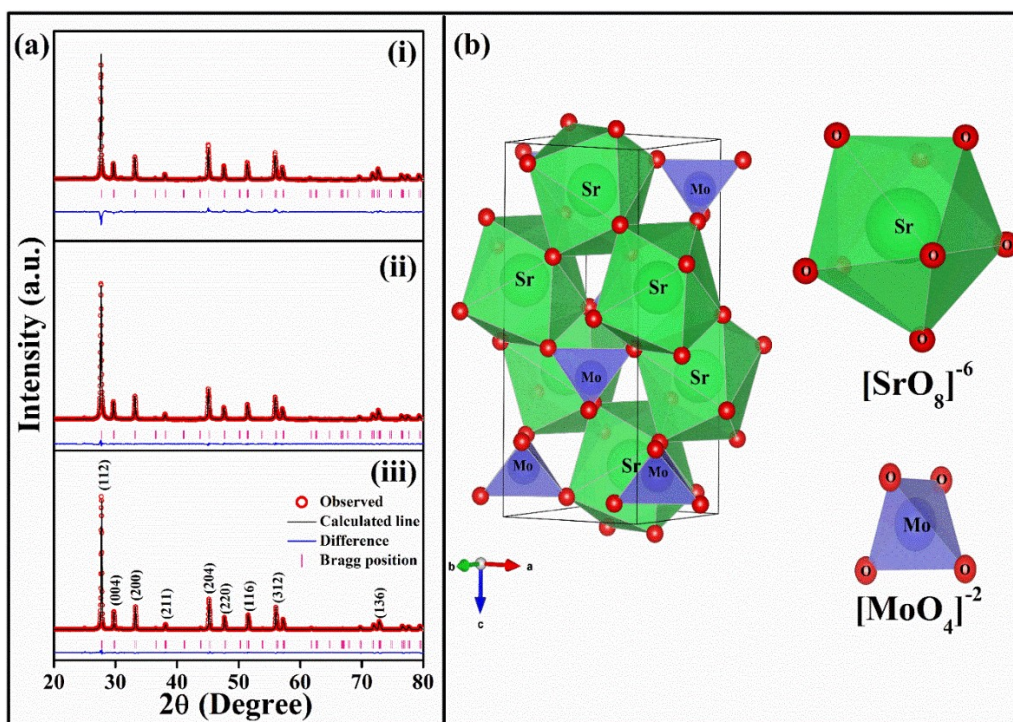 (a)
(i)
(ii)
(iii)
Intensity (a.u.)
Observed
Calculated line
Difference
Bragg position
(112)
(004)
(200)
(211)
(204)
(220)
(116)
(312)
(136)
20 30 40 50 60 70 80
2θ (Degree)
(b)
Sr
Mo
Sr
Sr
Mo
Sr
Mo
Sr
Mo
b
a
c
O
O
Sr
O
O
O
O
[SrO₈]⁻⁶
O
O
Mo
O
O
[MoO₄]⁻²